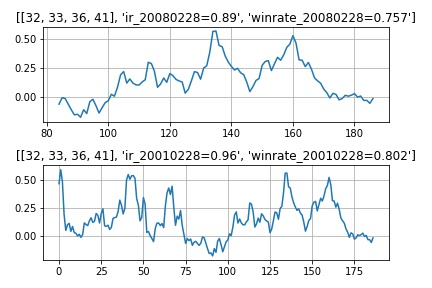 [[32, 33, 36, 41], 'ir_20080228=0.89', 'winrate_20080228=0.757']
0.50
0.25
0.00
80 100 120 140 160 180
[[32, 33, 36, 41], 'ir_20010228=0.96', 'winrate_20010228=0.802']
0.50
0.25
0.00
0 25 50 75 100 125 150 175